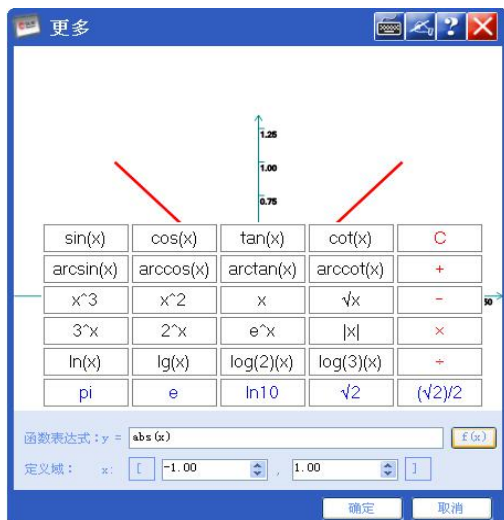 更多
1.25
1.00
0.75
sin(x) cos(x) tan(x) cot(x) C
arcsin(x) arccos(x) arctan(x) arccot(x) +
x^3 x^2 x √x - 50
3^x 2^x e^x |x| ×
ln(x) lg(x) log(2)(x) log(3)(x) ÷
pi e ln10 √2 (√2)/2
函数表达式:y = abs(x) f(x)
定义域: x: [ -1.00 , 1.00 ]
确定 取消